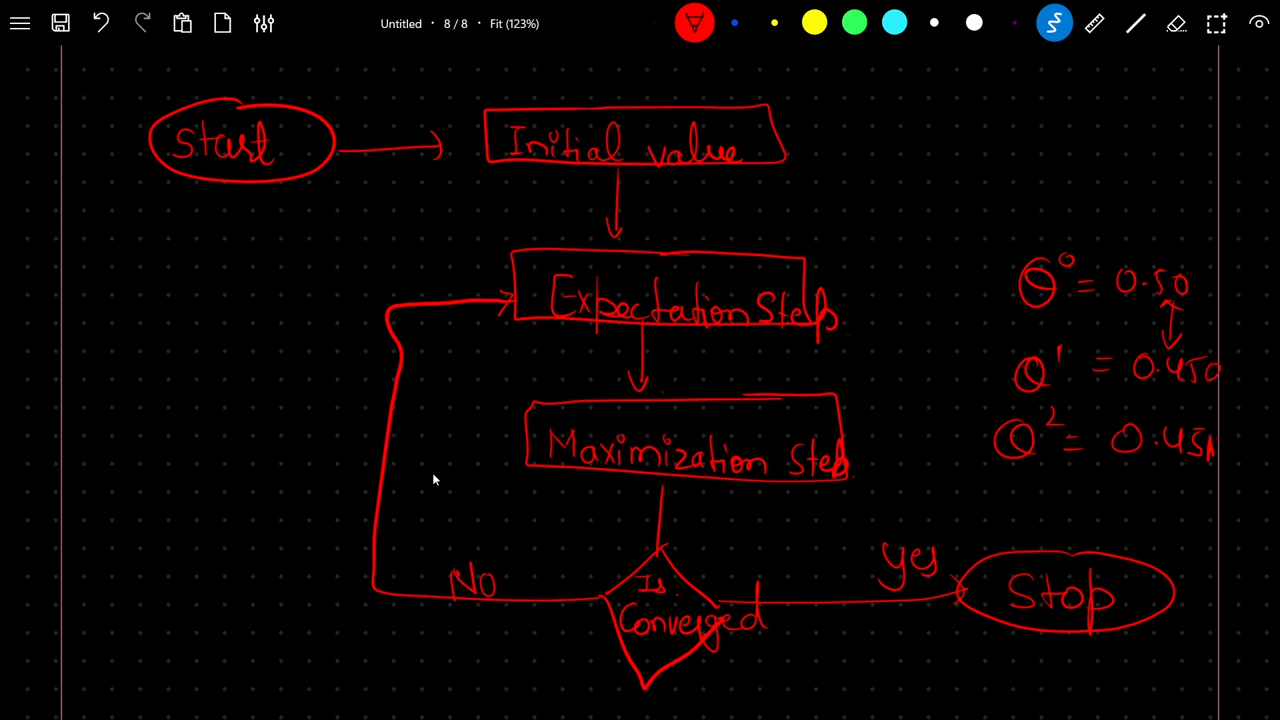 Untitled • 8 / 8 • Fit (123%)
Start
Initial value
Expectation Step
θ⁰ = 0.50
θ¹ = 0.450
Maximization Step
θ² = 0.451
Is
Converged
No
Yes
Stop